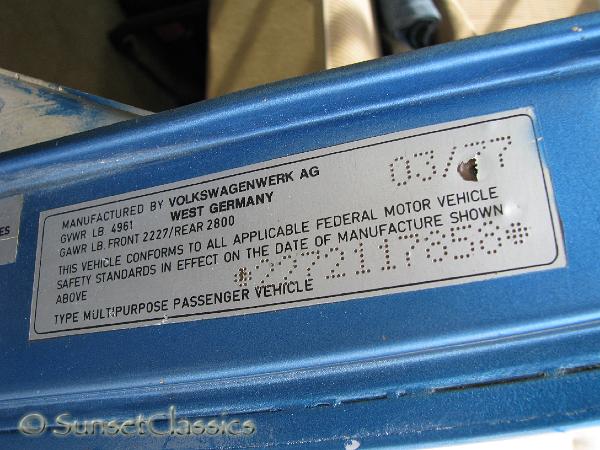 MANUFACTURED BY VOLKSWAGENWERK AG
WEST GERMANY
03/77
GVWR LB 4961
GAWR LB. FRONT 2227/REAR 2800
THIS VEHICLE CONFORMS TO ALL APPLICABLE FEDERAL MOTOR VEHICLE
SAFETY STANDARDS IN EFFECT ON THE DATE OF MANUFACTURE SHOWN
ABOVE
*2272117850*
TYPE MULTIPURPOSE PASSENGER VEHICLE
ES
© SunsetClassics